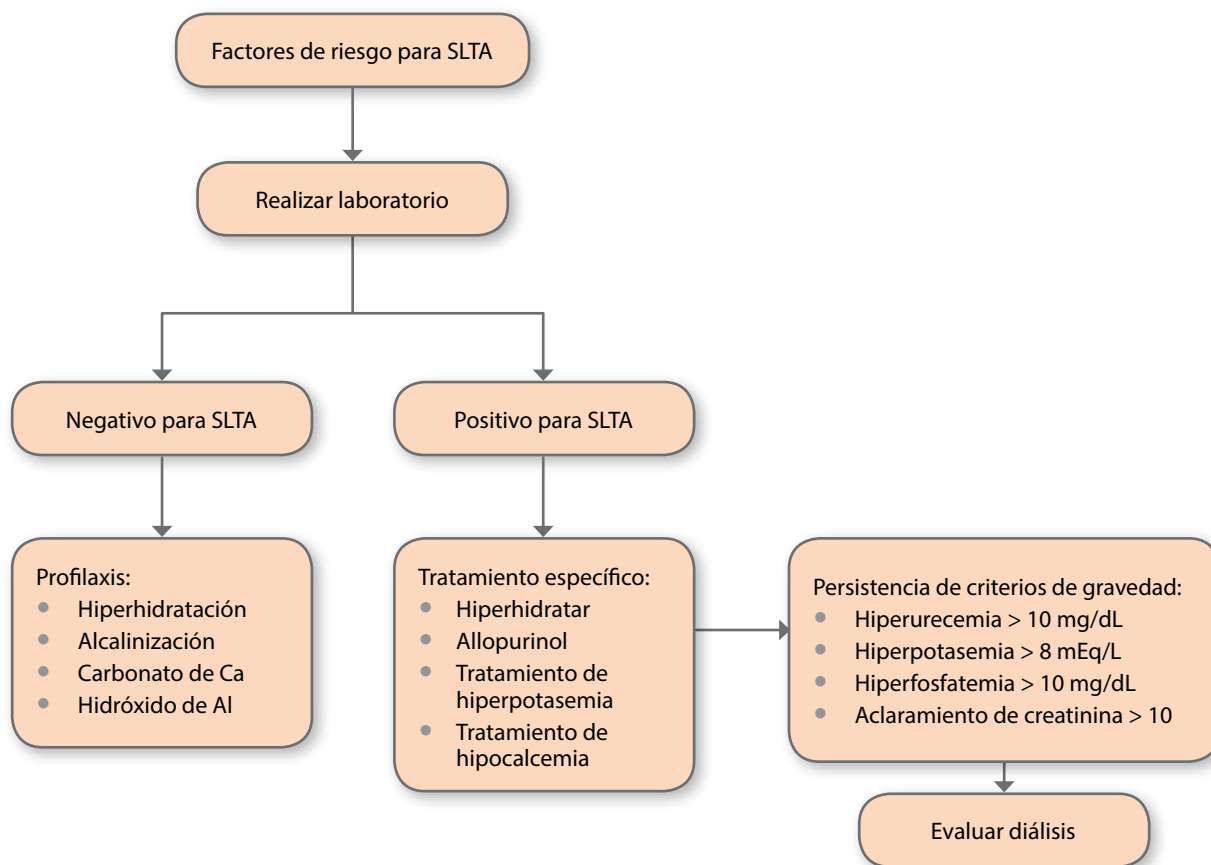 Factores de riesgo para SLTA
Realizar laboratorio
Negativo para SLTA
Positivo para SLTA
Profilaxis:
• Hiperhidratación
• Alcalinización
• Carbonato de Ca
• Hidróxido de Al
Tratamiento específico:
• Hiperhidratar
• Allopurinol
• Tratamiento de
hiperpotasemia
• Tratamiento de
hipocalcemia
Persistencia de criterios de gravedad:
• Hiperurecemia > 10 mg/dL
• Hiperpotasemia > 8 mEq/L
• Hiperfosfatemia > 10 mg/dL
• Aclaramiento de creatinina > 10
Evaluar diálisis